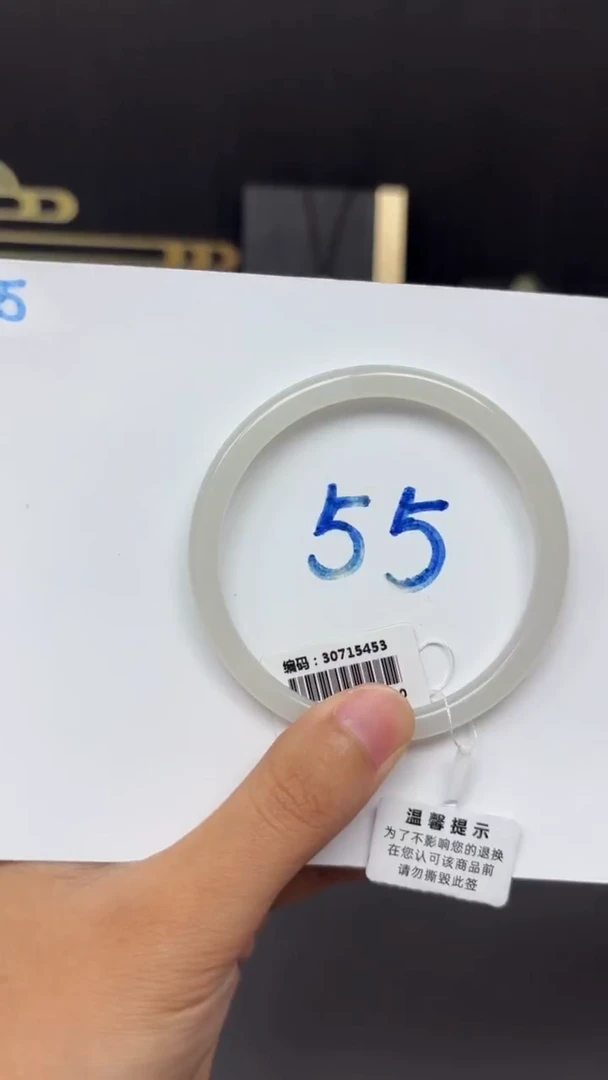 5
55
编码：30715453
0
温馨提示
为了不影响您的退换
在您认可该商品前
请勿撕毁此签